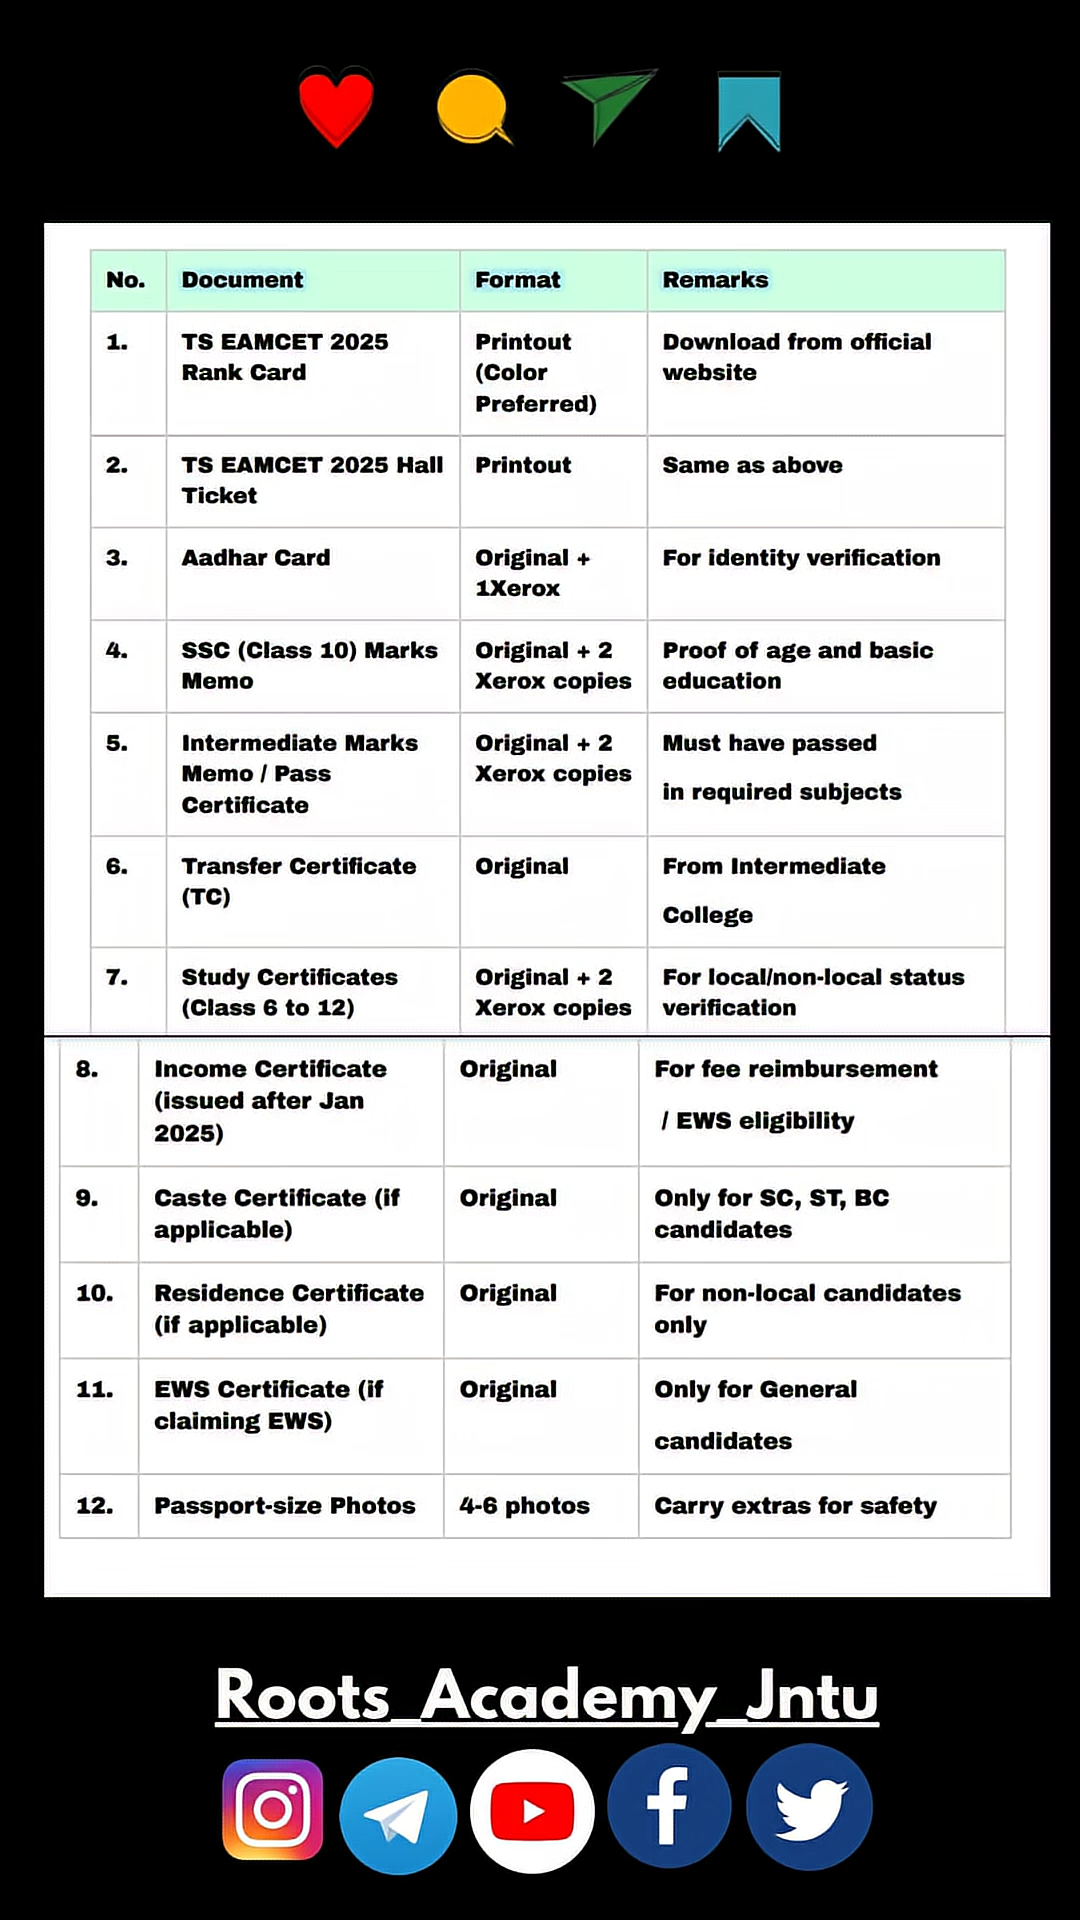 No. Document Format Remarks
1. TS EAMCET 2025 Printout Download from official
Rank Card (Color website
Preferred)
2. TS EAMCET 2025 Hall Printout Same as above
Ticket
3. Aadhar Card Original + For identity verification
1Xerox
4. SSC (Class 10) Marks Original + 2 Proof of age and basic
Memo Xerox copies education
5. Intermediate Marks Original + 2 Must have passed
Memo / Pass Xerox copies in required subjects
Certificate
6. Transfer Certificate Original From Intermediate
(TC) College
7. Study Certificates Original + 2 For local/non-local status
(Class 6 to 12) Xerox copies verification
8. Income Certificate Original For fee reimbursement
(issued after Jan / EWS eligibility
2025)
9. Caste Certificate (if Original Only for SC, ST, BC
applicable) candidates
10. Residence Certificate Original For non-local candidates
(if applicable) only
11. EWS Certificate (if Original Only for General
claiming EWS) candidates
12. Passport-size Photos 4-6 photos Carry extras for safety
Roots_Academy_Jntu